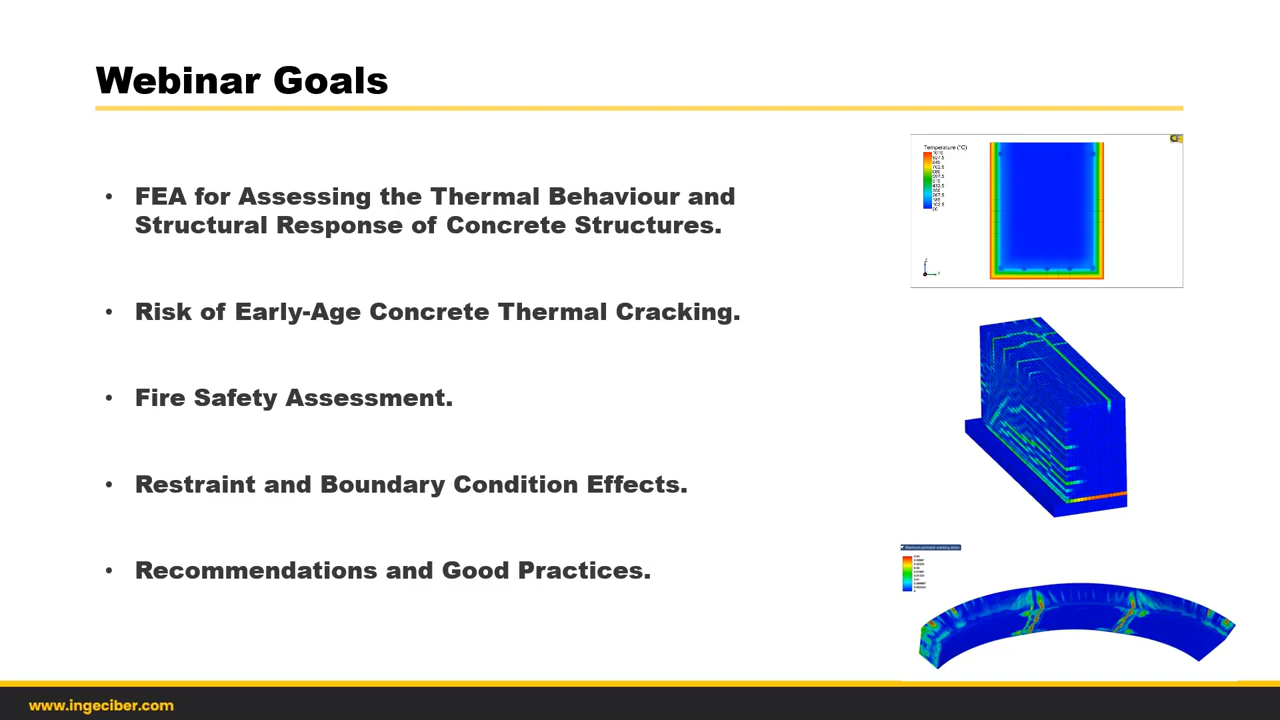 Webinar Goals
• FEA for Assessing the Thermal Behaviour and
Structural Response of Concrete Structures.
• Risk of Early-Age Concrete Thermal Cracking.
• Fire Safety Assessment.
• Restraint and Boundary Condition Effects.
• Recommendations and Good Practices.
Temperature (°C)
www.ingeciber.com